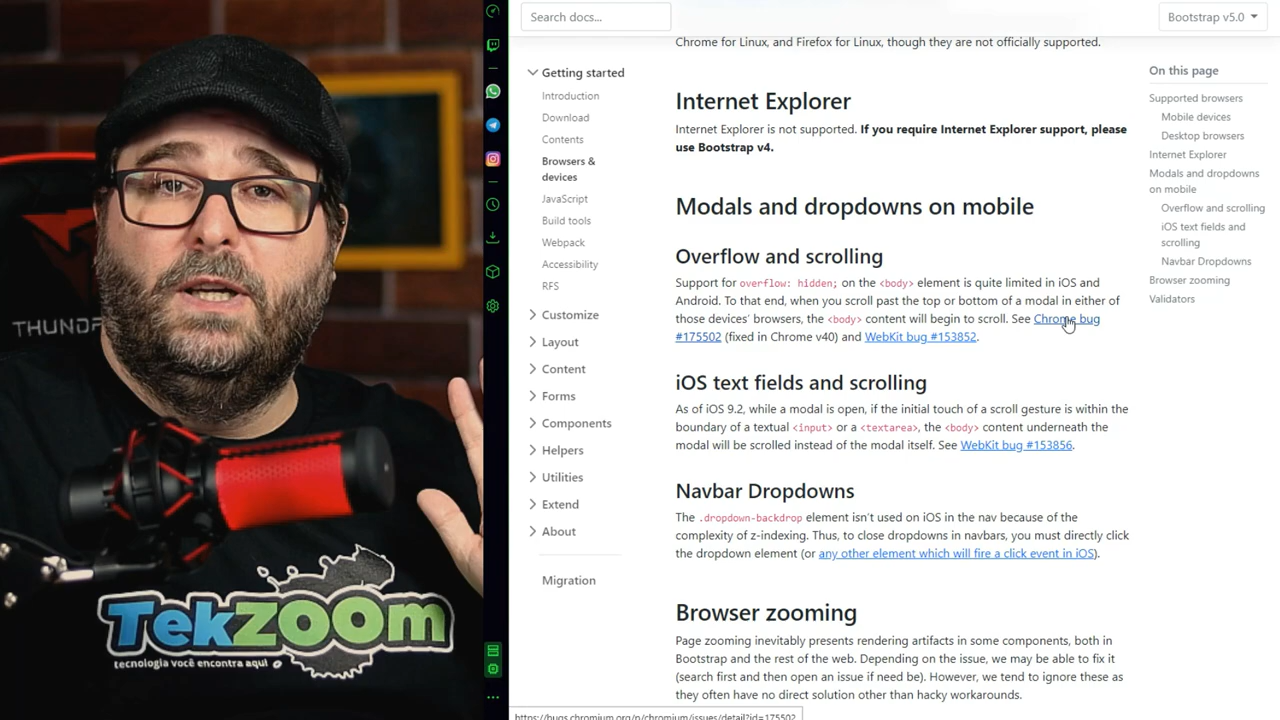 THUND
TekZOOm
tecnologia você encontra aqui
Search docs...
Bootstrap v5.0
Getting started
Introduction
Download
Contents
Browsers &
devices
JavaScript
Build tools
Webpack
Accessibility
RFS
Customize
Layout
Content
Forms
Components
Helpers
Utilities
Extend
About
Migration
Chrome for Linux, and Firefox for Linux, though they are not officially supported.
Internet Explorer
Internet Explorer is not supported. If you require Internet Explorer support, please
use Bootstrap v4.
Modals and dropdowns on mobile
Overflow and scrolling
Support for overflow: hidden; on the <body> element is quite limited in iOS and
Android. To that end, when you scroll past the top or bottom of a modal in either of
those devices' browsers, the <body> content will begin to scroll. See Chrome bug
#175502 (fixed in Chrome v40) and WebKit bug #153852.
iOS text fields and scrolling
As of iOS 9.2, while a modal is open, if the initial touch of a scroll gesture is within the
boundary of a textual <input> or a <textarea>, the <body> content underneath the
modal will be scrolled instead of the modal itself. See WebKit bug #153856.
Navbar Dropdowns
The .dropdown-backdrop element isn't used on iOS in the nav because of the
complexity of z-indexing. Thus, to close dropdowns in navbars, you must directly click
the dropdown element (or any other element which will fire a click event in iOS).
Browser zooming
Page zooming inevitably presents rendering artifacts in some components, both in
Bootstrap and the rest of the web. Depending on the issue, we may be able to fix it
(search first and then open an issue if need be). However, we tend to ignore these as
they often have no direct solution other than hacky workarounds.
On this page
Supported browsers
Mobile devices
Desktop browsers
Internet Explorer
Modals and dropdowns
on mobile
Overflow and scrolling
iOS text fields and
scrolling
Navbar Dropdowns
Browser zooming
Validators
https://bugs.chromium.org/p/chromium/issues/detail?id=175502